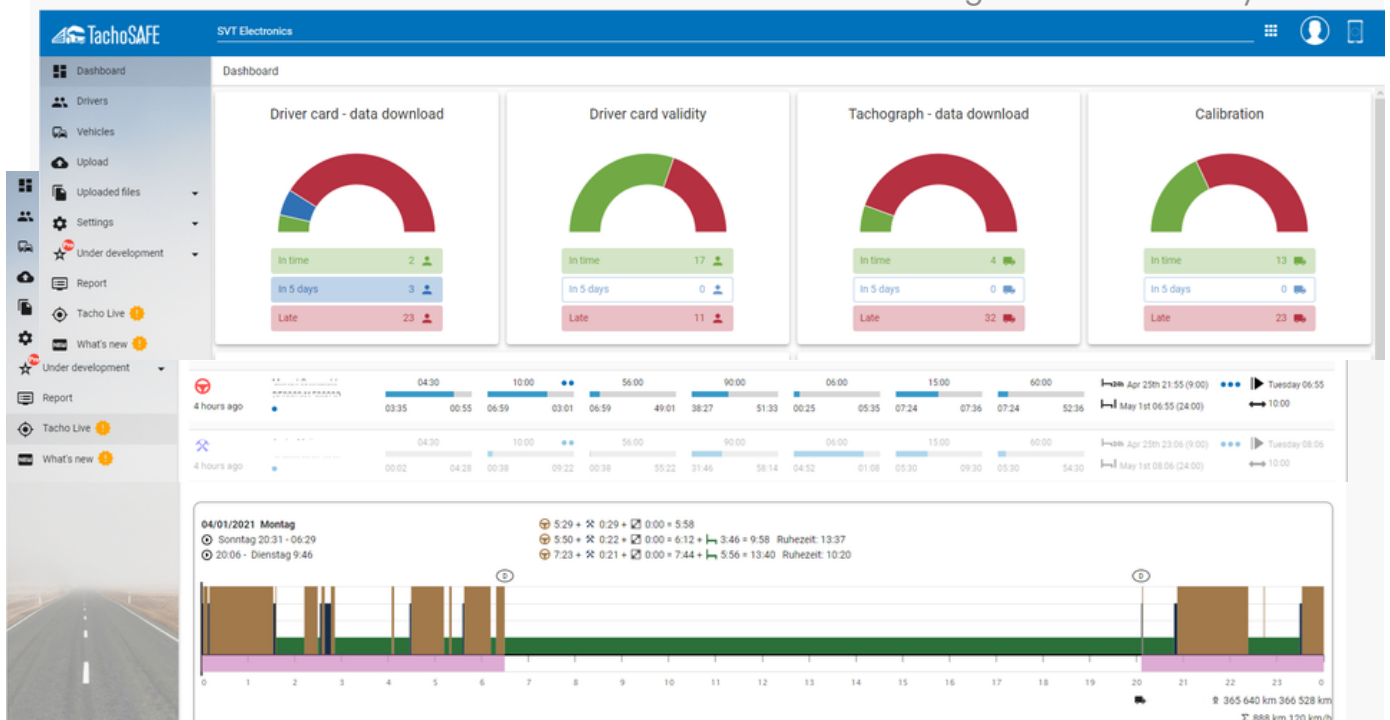 TachoSAFE
SVT Electronics
Dashboard
Drivers
Vehicles
Upload
Uploaded files
Settings
Under development
Report
Tacho Live
What's new
Dashboard
Driver card - data download
In time 2
In 5 days 3
Late 23
Driver card validity
In time 17
In 5 days 0
Late 11
Tachograph - data download
In time 4
In 5 days 0
Late 32
Calibration
In time 13
In 5 days 0
Late 23
Under development
Report
Tacho Live
What's new
4 hours ago
04:30 10:00 56:00 90:00 06:00 15:00 60:00
03:35 00:55 06:59 03:01 06:59 49:01 38:27 51:33 00:25 05:35 07:24 07:36 07:24 52:36
24h Apr 25th 21:55 (9:00) Tuesday 06:55
May 1st 06:55 (24:00) 10:00
4 hours ago
04:30 10:00 56:00 90:00 06:00 15:00 60:00
00:02 04:28 00:38 09:22 00:38 55:22 31:46 58:14 04:52 01:08 05:30 09:30 05:30 54:30
24h Apr 25th 23:06 (9:00) Tuesday 08:06
May 1st 08:06 (24:00) 10:00
04/01/2021 Montag
Sonntag 20:31 - 06:29
20:06 - Dienstag 9:46
5:29 + 0:29 + 0:00 = 5:58
5:50 + 0:22 + 0:00 = 6:12 + 3:46 = 9:58 Ruhezeit: 13:37
7:23 + 0:21 + 0:00 = 7:44 + 5:56 = 13:40 Ruhezeit: 10:20
D D
0 1 2 3 4 5 6 7 8 9 10 11 12 13 14 15 16 17 18 19 20 21 22 23 0
365 640 km 366 528 km
Σ 888 km 120 km/h